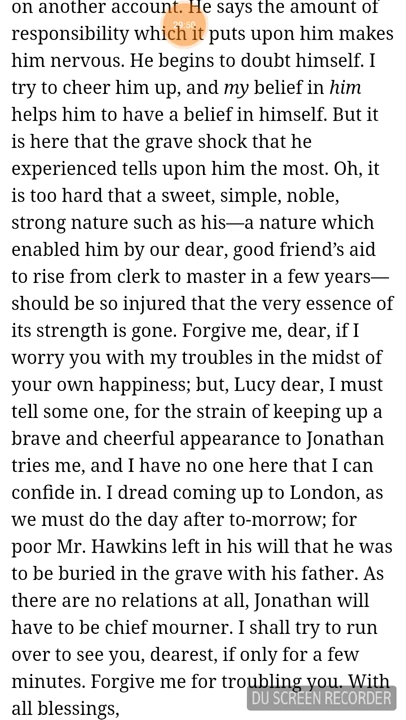 on another account. He says the amount of
responsibility which it puts upon him makes
him nervous. He begins to doubt himself. I
try to cheer him up, and my belief in him
helps him to have a belief in himself. But it
is here that the grave shock that he
experienced tells upon him the most. Oh, it
is too hard that a sweet, simple, noble,
strong nature such as his—a nature which
enabled him by our dear, good friend’s aid
to rise from clerk to master in a few years—
should be so injured that the very essence of
its strength is gone. Forgive me, dear, if I
worry you with my troubles in the midst of
your own happiness; but, Lucy dear, I must
tell some one, for the strain of keeping up a
brave and cheerful appearance to Jonathan
tries me, and I have no one here that I can
confide in. I dread coming up to London, as
we must do the day after to-morrow; for
poor Mr. Hawkins left in his will that he was
to be buried in the grave with his father. As
there are no relations at all, Jonathan will
have to be chief mourner. I shall try to run
over to see you, dearest, if only for a few
minutes. Forgive me for troubling you. With
all blessings,
DU SCREEN RECORDER